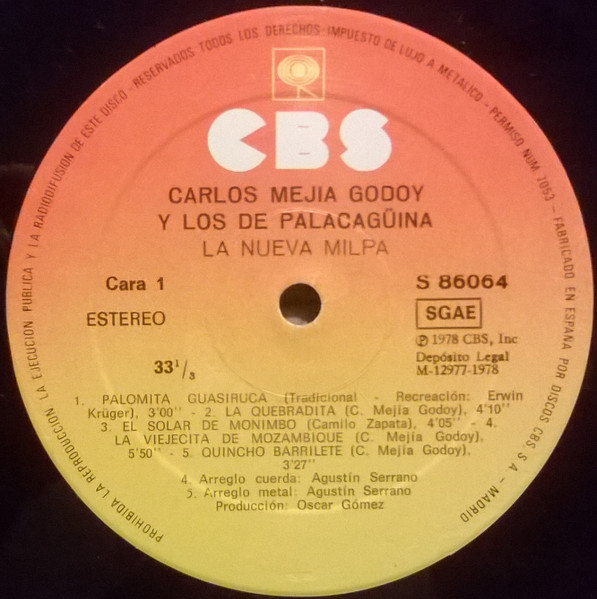 PROHIBIDA LA REPRODUCCION, LA EJECUCION PUBLICA Y LA RADIODIFUSION DE ESTE DISCO - RESERVADOS TODOS LOS DERECHOS - IMPUESTO DE LUJO A METALICO - PERMISO NUM. 7053 - FABRICADO EN ESPAÑA POR DISCOS CBS S A - MADRID
CBS
CARLOS MEJIA GODOY
Y LOS DE PALACAGÜINA
LA NUEVA MILPA
Cara 1
S 86064
ESTEREO
SGAE
℗ 1978 CBS, Inc
Depósito Legal
M-12977-1978
33 1/3
1. PALOMITA GUASIRUCA (Tradicional - Recreación: Erwin
Krüger), 3'00" - 2. LA QUEBRADITA (C. Mejía Godoy), 4'10"
3. EL SOLAR DE MONIMBO (Camilo Zapata), 4'05" - 4.
LA VIEJECITA DE MOZAMBIQUE (C. Mejía Godoy),
5'50" - 5. QUINCHO BARRILETE (C. Mejía Godoy),
3'27"
4. Arreglo cuerda: Agustín Serrano
5. Arreglo metal: Agustín Serrano
Producción: Oscar Gómez